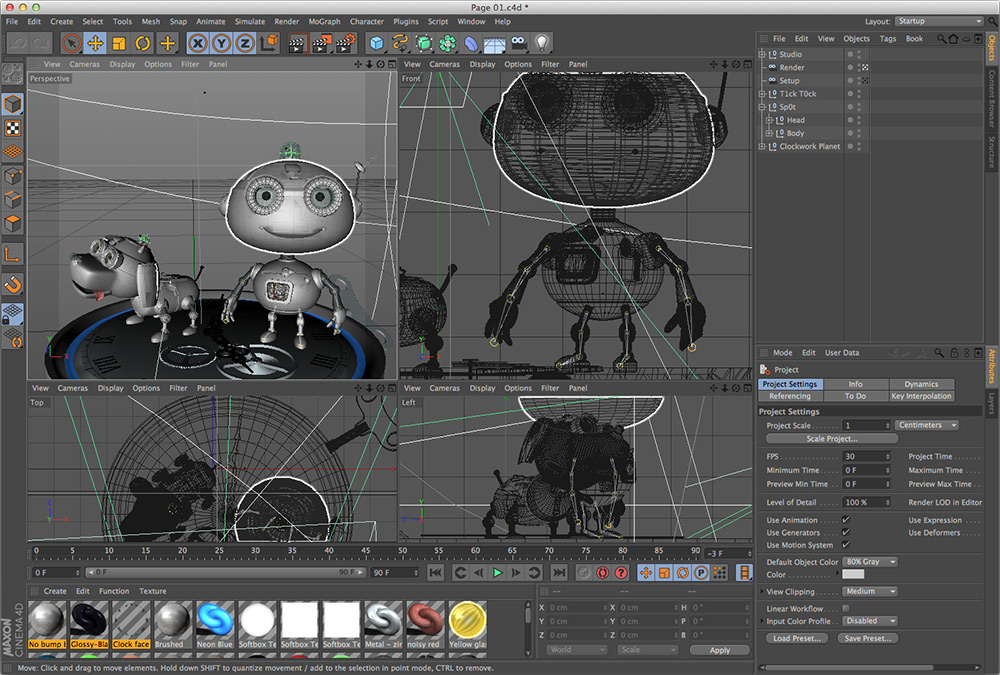 Page 01.c4d
File Edit Create Select Tools Mesh Snap Animate Simulate Render MoGraph Character Plugins Script Window Help
Layout: Startup
X Y Z
View Cameras Display Options Filter Panel
Perspective
View Cameras Display Options Filter Panel
Front
File Edit View Objects Tags Book
Studio
Render
Setup
T1ck T0ck
Sp0t
Head
Body
Clockwork Planet
Objects
Content Browser
Structure
View Cameras Display Options Filter Panel
Top
View Cameras Display Options Filter Panel
Left
Mode Edit User Data
Project
Project Settings Info Dynamics
Referencing To Do Key Interpolation
Project Settings
Project Scale 1 Centimeters
Scale Project...
FPS 30 Project Time
Minimum Time 0 F Maximum Time
Preview Min Time 0 F Preview Max Time
Level of Detail 100 % Render LOD in Editor
Use Animation Use Expression
Use Generators Use Deformers
Use Motion System
Default Object Color 80% Gray
Color
View Clipping Medium
Linear Workflow
Input Color Profile Disabled
Load Preset... Save Preset...
Attributes
Layers
0 5 10 15 20 25 30 35 40 45 50 55 60 65 70 75 80 85 90 -3 F
0 F 0 F 90 F 90 F
Create Edit Function Texture
No bump Glossy-Bla Clock face Brushed Neon Blue Softbox Te Softbox Te Softbox Te Metal - zir noisy red Yellow glas
-- -- --
X 0 cm X 0 cm H 0 °
Y 0 cm Y 0 cm P 0 °
Z 0 cm Z 0 cm B 0 °
World Scale Apply
MAXON
CINEMA4D
Move: Click and drag to move elements. Hold down SHIFT to quantize movement / add to the selection in point mode, CTRL to remove.